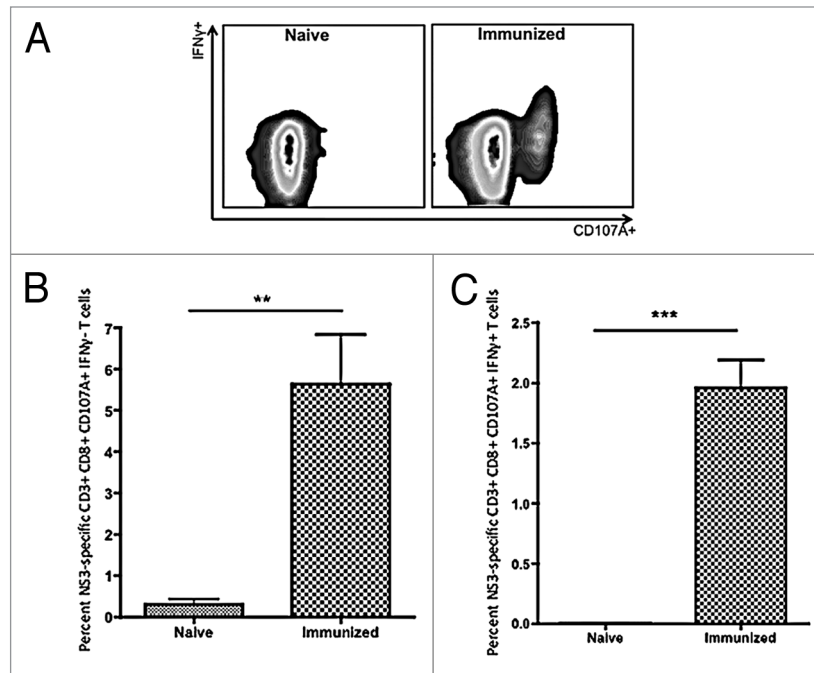 A
IFNγ+
Naive
Immunized
CD107A+
B
Percent NS3-specific CD3+ CD8+ CD107A+ IFNγ- T cells
**
7
6
5
4
3
2
1
0
Naive
Immunized
C
Percent NS3-specific CD3+ CD8+ CD107A+ IFNγ+ T cells
***
2.5
2.0
1.5
1.0
0.5
0.0
Naive
Immunized